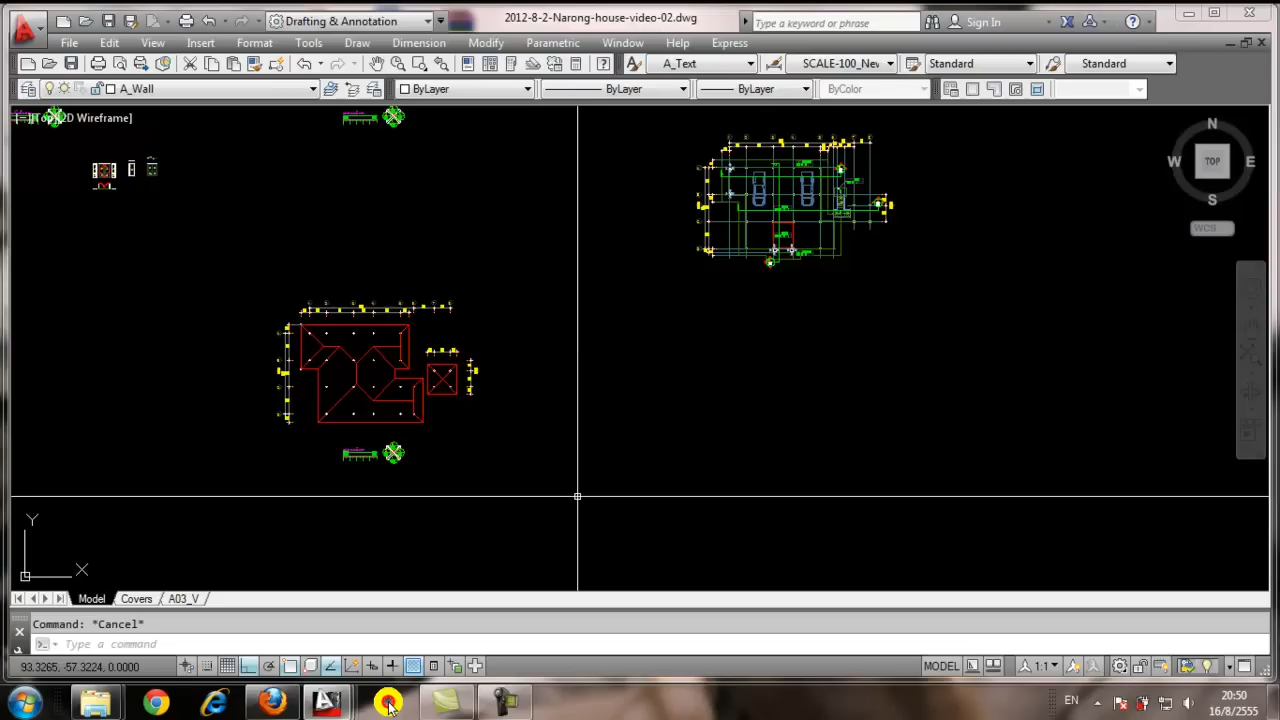 Drafting & Annotation
2012-8-2-Narong-house-video-02.dwg
Type a keyword or phrase
Sign In
File Edit View Insert Format Tools Draw Dimension Modify Parametric Window Help Express
A_Text
SCALE-100_New
Standard
Standard
A_Wall
ByLayer
ByLayer
ByLayer
ByColor
[−][Top][2D Wireframe]
N
W TOP E
S
WCS
Y
X
Model Covers A03_V
Command: *Cancel*
Type a command
93.3265, -57.3224, 0.0000
MODEL
1:1
EN
20:50
16/8/2555